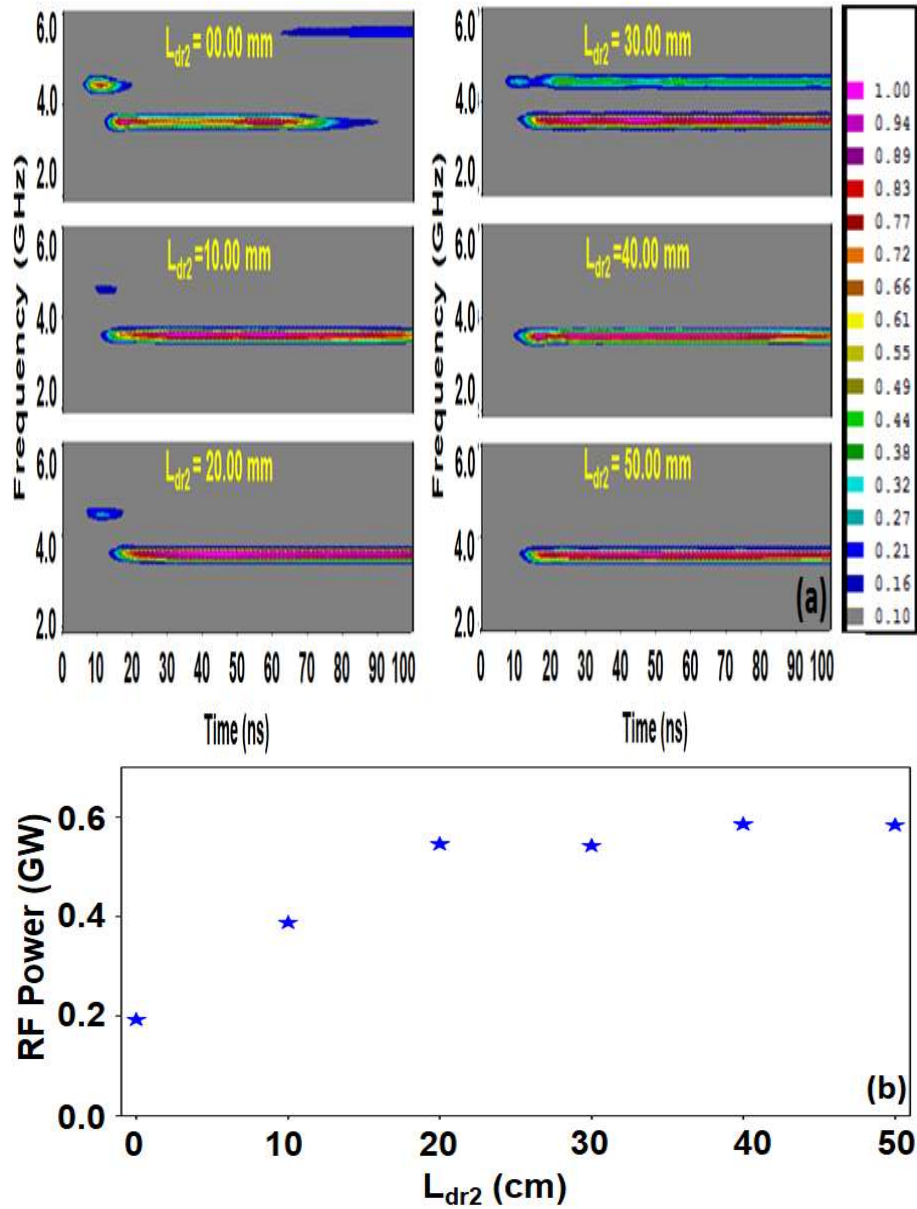 6.0
4.0
2.0
L_dr2 = 00.00 mm
6.0
4.0
2.0
L_dr2 =10.00 mm
6.0
4.0
2.0
L_dr2 = 20.00 mm
Frequency (GHz)
0 10 20 30 40 50 60 70 80 90 100
Time (ns)
6.0
4.0
2.0
L_dr2 = 30.00 mm
6.0
4.0
2.0
L_dr2 =40.00 mm
6.0
4.0
2.0
L_dr2 = 50.00 mm
(a)
Frequency (GHz)
0 10 20 30 40 50 60 70 80 90 100
Time (ns)
1.00
0.94
0.89
0.83
0.77
0.72
0.66
0.61
0.55
0.49
0.44
0.38
0.32
0.27
0.21
0.16
0.10
RF Power (GW)
0.6
0.4
0.2
0.0
(b)
0 10 20 30 40 50
L_dr2 (cm)